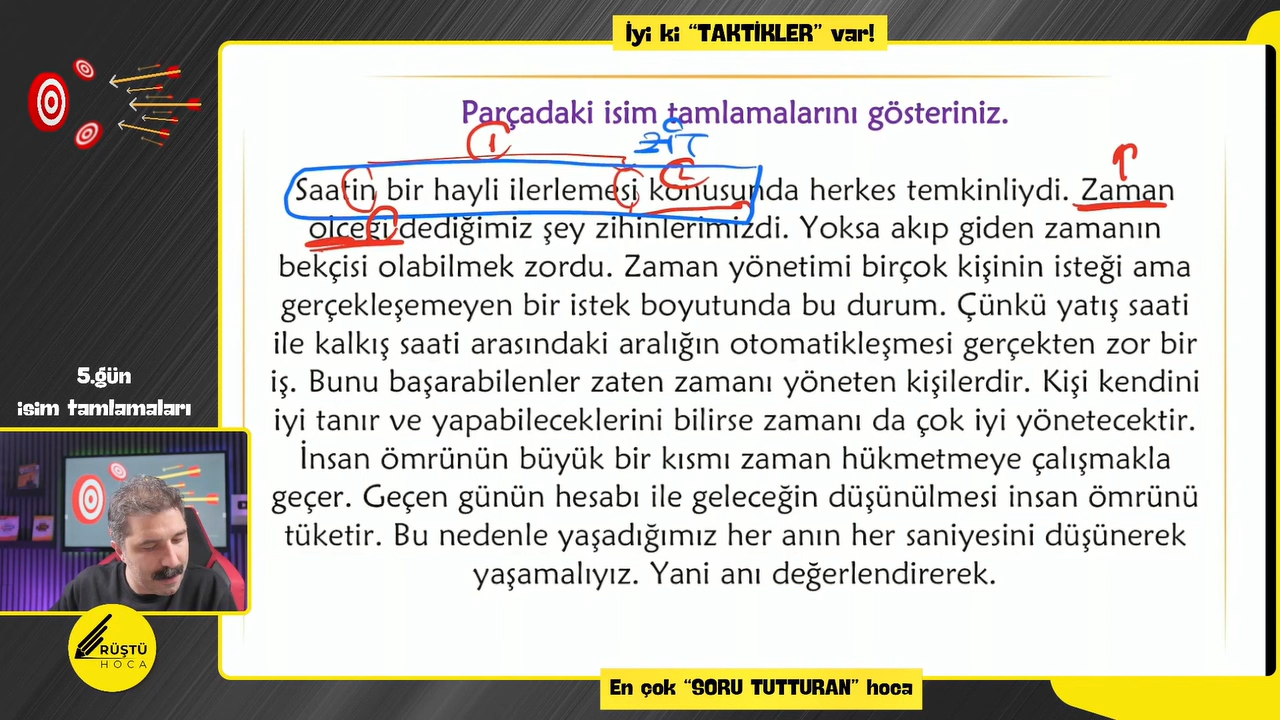 İyi ki “TAKTİKLER” var!
Parçadaki isim tamlamalarını gösteriniz.
1
ZİT
2
Saatin bir hayli ilerlemesi konusunda herkes temkinliydi. Zaman
ölçeği dediğimiz şey zihinlerimizdi. Yoksa akıp giden zamanın
bekçisi olabilmek zordu. Zaman yönetimi birçok kişinin isteği ama
gerçekleşemeyen bir istek boyutunda bu durum. Çünkü yatış saati
ile kalkış saati arasındaki aralığın otomatikleşmesi gerçekten zor bir
iş. Bunu başarabilenler zaten zamanı yöneten kişilerdir. Kişi kendini
iyi tanır ve yapabileceklerini bilirse zamanı da çok iyi yönetecektir.
İnsan ömrünün büyük bir kısmı zaman hükmetmeye çalışmakla
geçer. Geçen günün hesabı ile geleceğin düşünülmesi insan ömrünü
tüketir. Bu nedenle yaşadığımız her anın her saniyesini düşünerek
yaşamalıyız. Yani anı değerlendirerek.
5.gün
isim tamlamaları
RÜŞTÜ
HOCA
En çok “SORU TUTTURAN” hoca